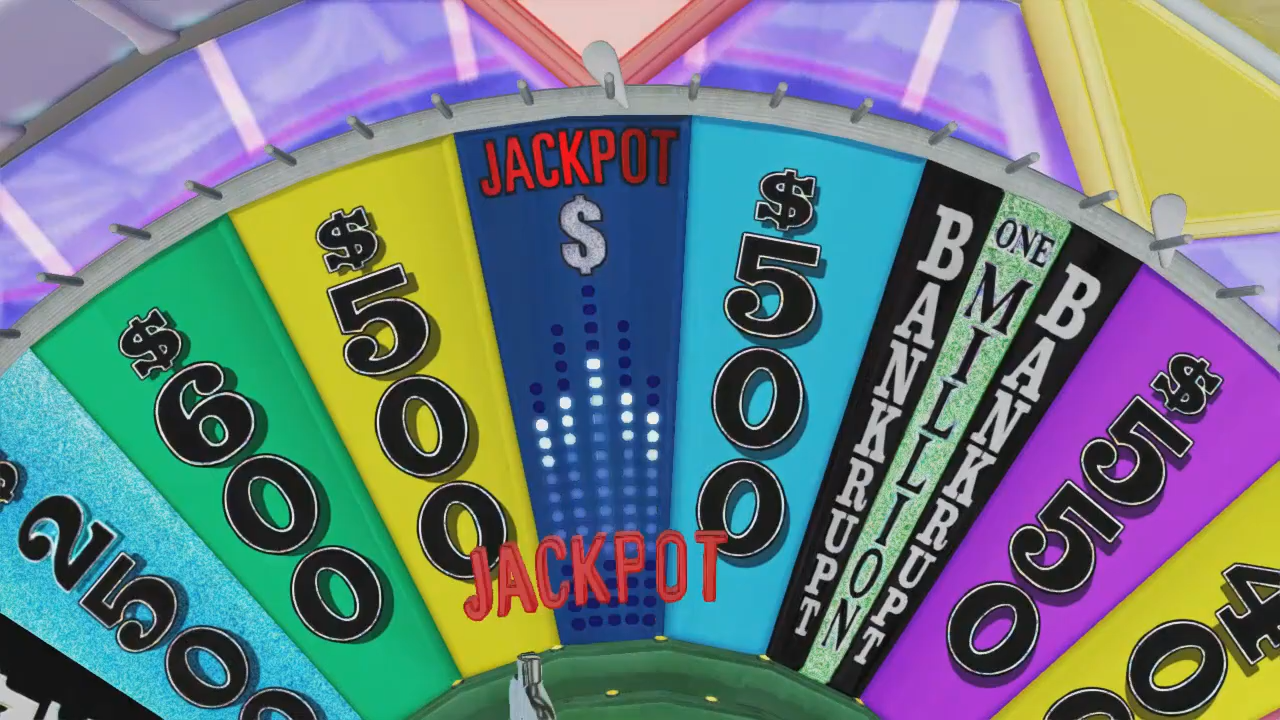 $2500
$600
$500
JACKPOT
$
JACKPOT
$500
BANKRUPT
ONE
MILLION
BANKRUPT
$550